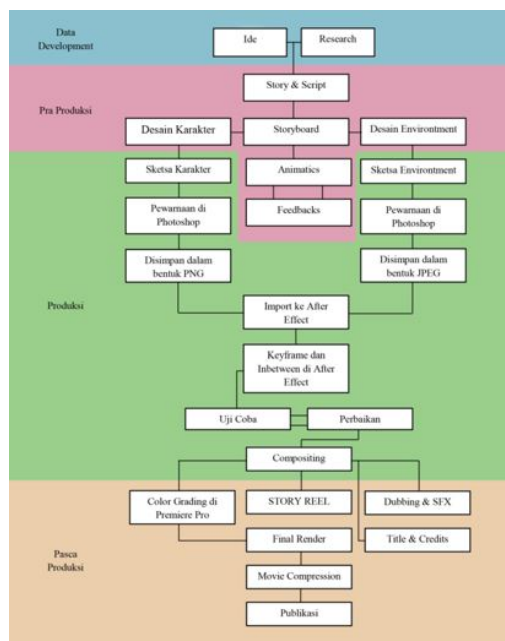 Data
Development
Ide
Research
Pra Produksi
Story & Script
Desain Karakter
Storyboard
Desain Environtment
Sketsa Karakter
Animatics
Sketsa Environtment
Pewarnaan di
Photoshop
Feedbacks
Pewarnaan di
Photoshop
Disimpan dalam
bentuk PNG
Disimpan dalam
bentuk JPEG
Produksi
Import ke After
Effect
Keyframe dan
Inbetween di After
Effect
Uji Coba
Perbaikan
Compositing
Color Grading di
Premiere Pro
STORY REEL
Dubbing & SFX
Final Render
Title & Credits
Pasca
Produksi
Movie Compression
Publikasi